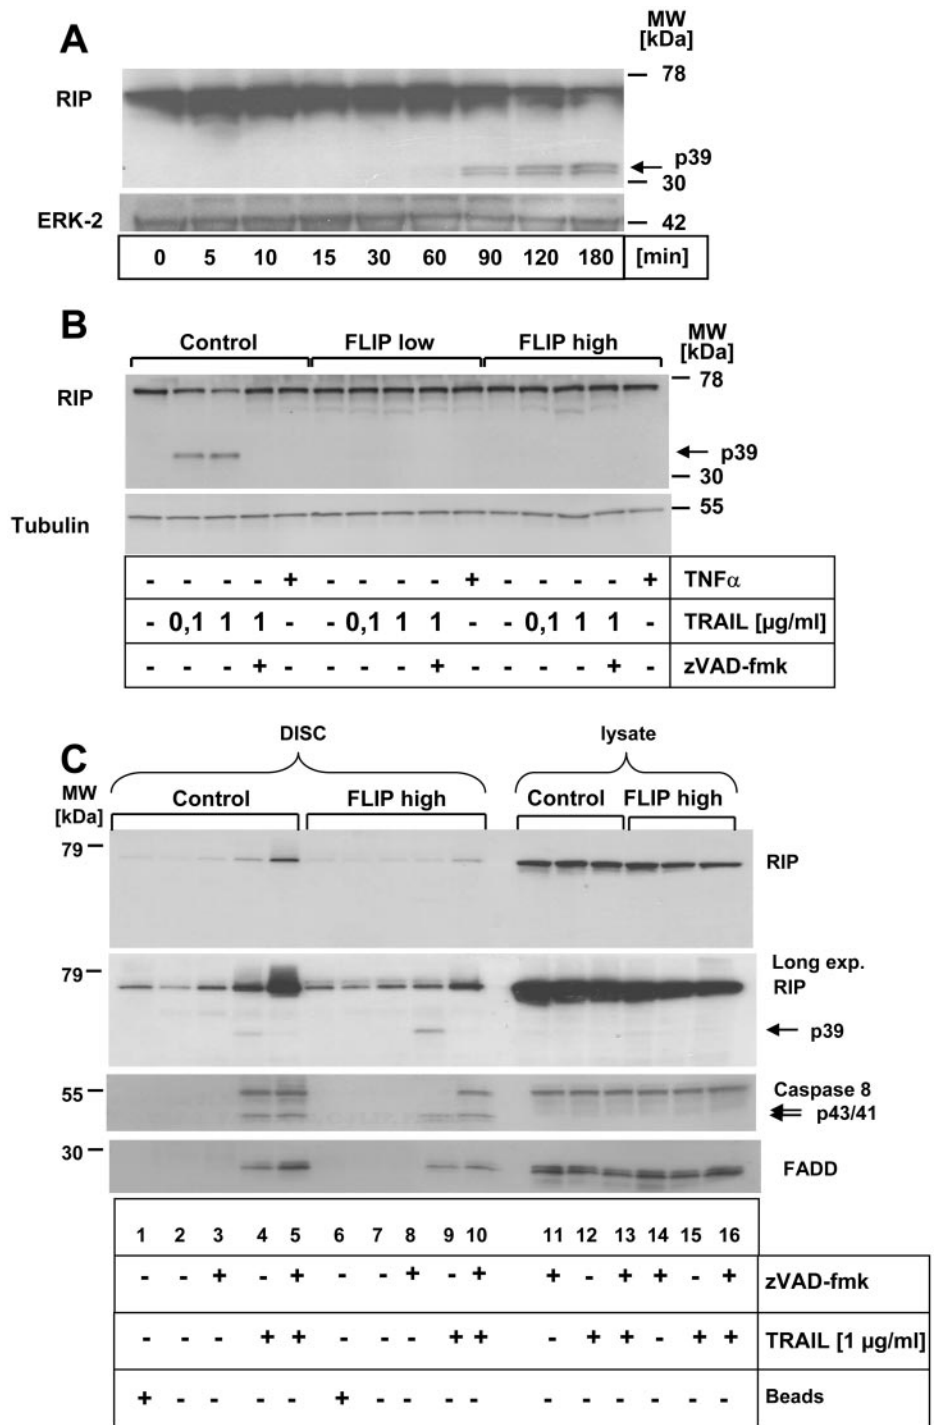 A
MW
[kDa]
78
RIP
p39
30
ERK-2
42
0 5 10 15 30 60 90 120 180 [min]
B
Control FLIP low FLIP high
MW
[kDa]
78
RIP
p39
30
55
Tubulin
- - - - + - - - - + - - - - + TNFα
- 0,1 1 1 - - 0,1 1 1 - - 0,1 1 1 - TRAIL [µg/ml]
- - - + - - - - + - - - - + - zVAD-fmk
DISC lysate
C
MW
[kDa]
Control FLIP high Control FLIP high
79
RIP
79
Long exp.
RIP
p39
55
Caspase 8
p43/41
30
FADD
1 2 3 4 5 6 7 8 9 10 11 12 13 14 15 16
- - + - + - - + - + + - + + - + zVAD-fmk
- - - + + - - - + + - + + - + + TRAIL [1 µg/ml]
+ - - - - + - - - - - - - - - - Beads